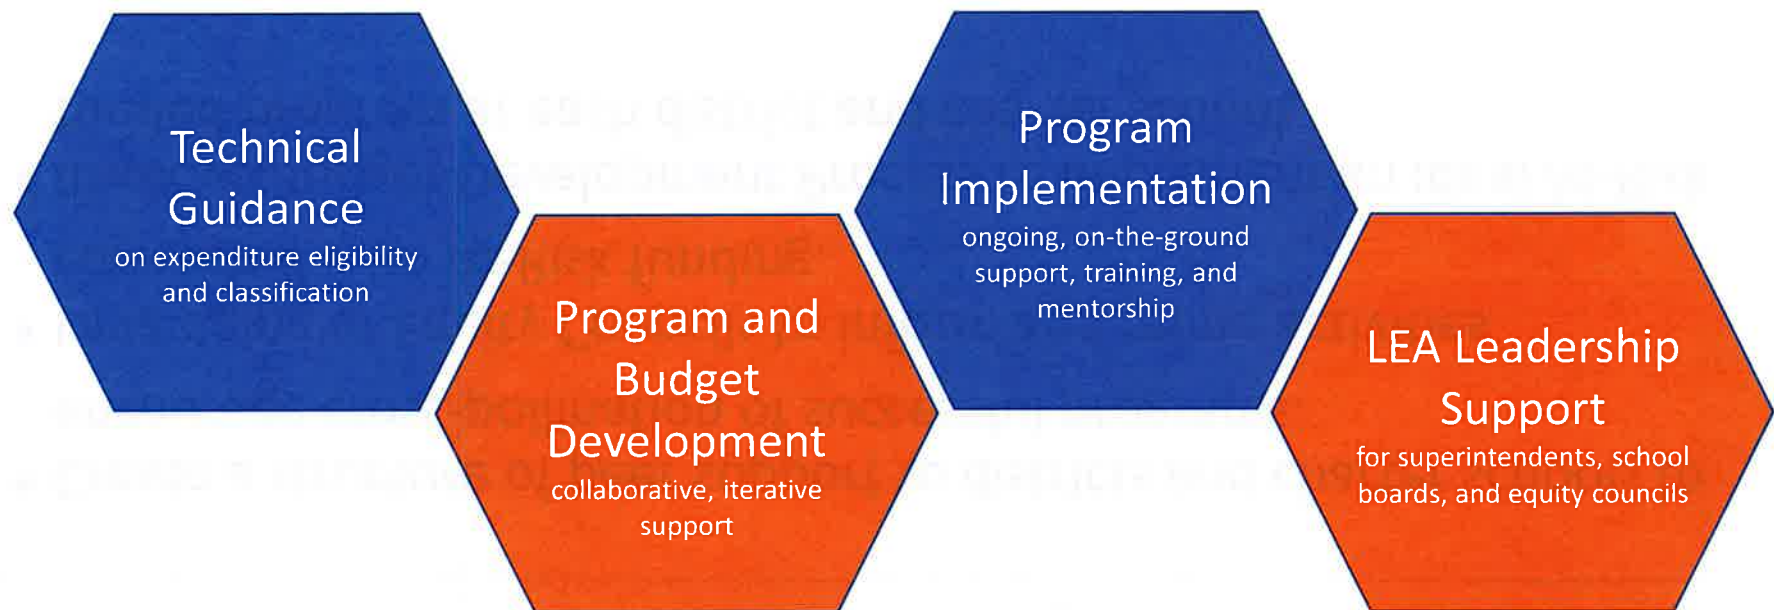 Technical
Guidance
on expenditure eligibility
and classification
Program and
Budget
Development
collaborative, iterative
support
Program
Implementation
ongoing, on-the-ground
support, training, and
mentorship
LEA Leadership
Support
for superintendents, school
boards, and equity councils